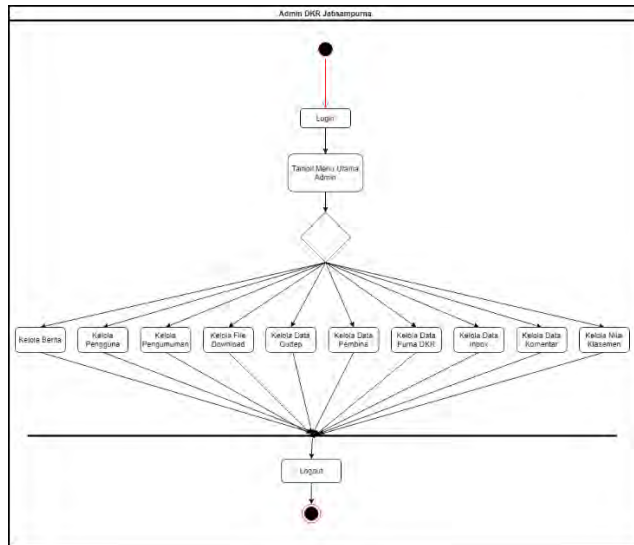 Admin DKR Jatisampurna
Login
Tampil Menu Utama
Admin
Kelola Berita
Kelola
Pengguna
Kelola
Pengumuman
Kelola File
Download
Kelola Data
Gudep
Kelola Data
Pembina
Kelola Data
Purna DKR
Kelola Data
Inbox
Kelola Data
Komentar
Kelola Nilai
Klasemen
Logout